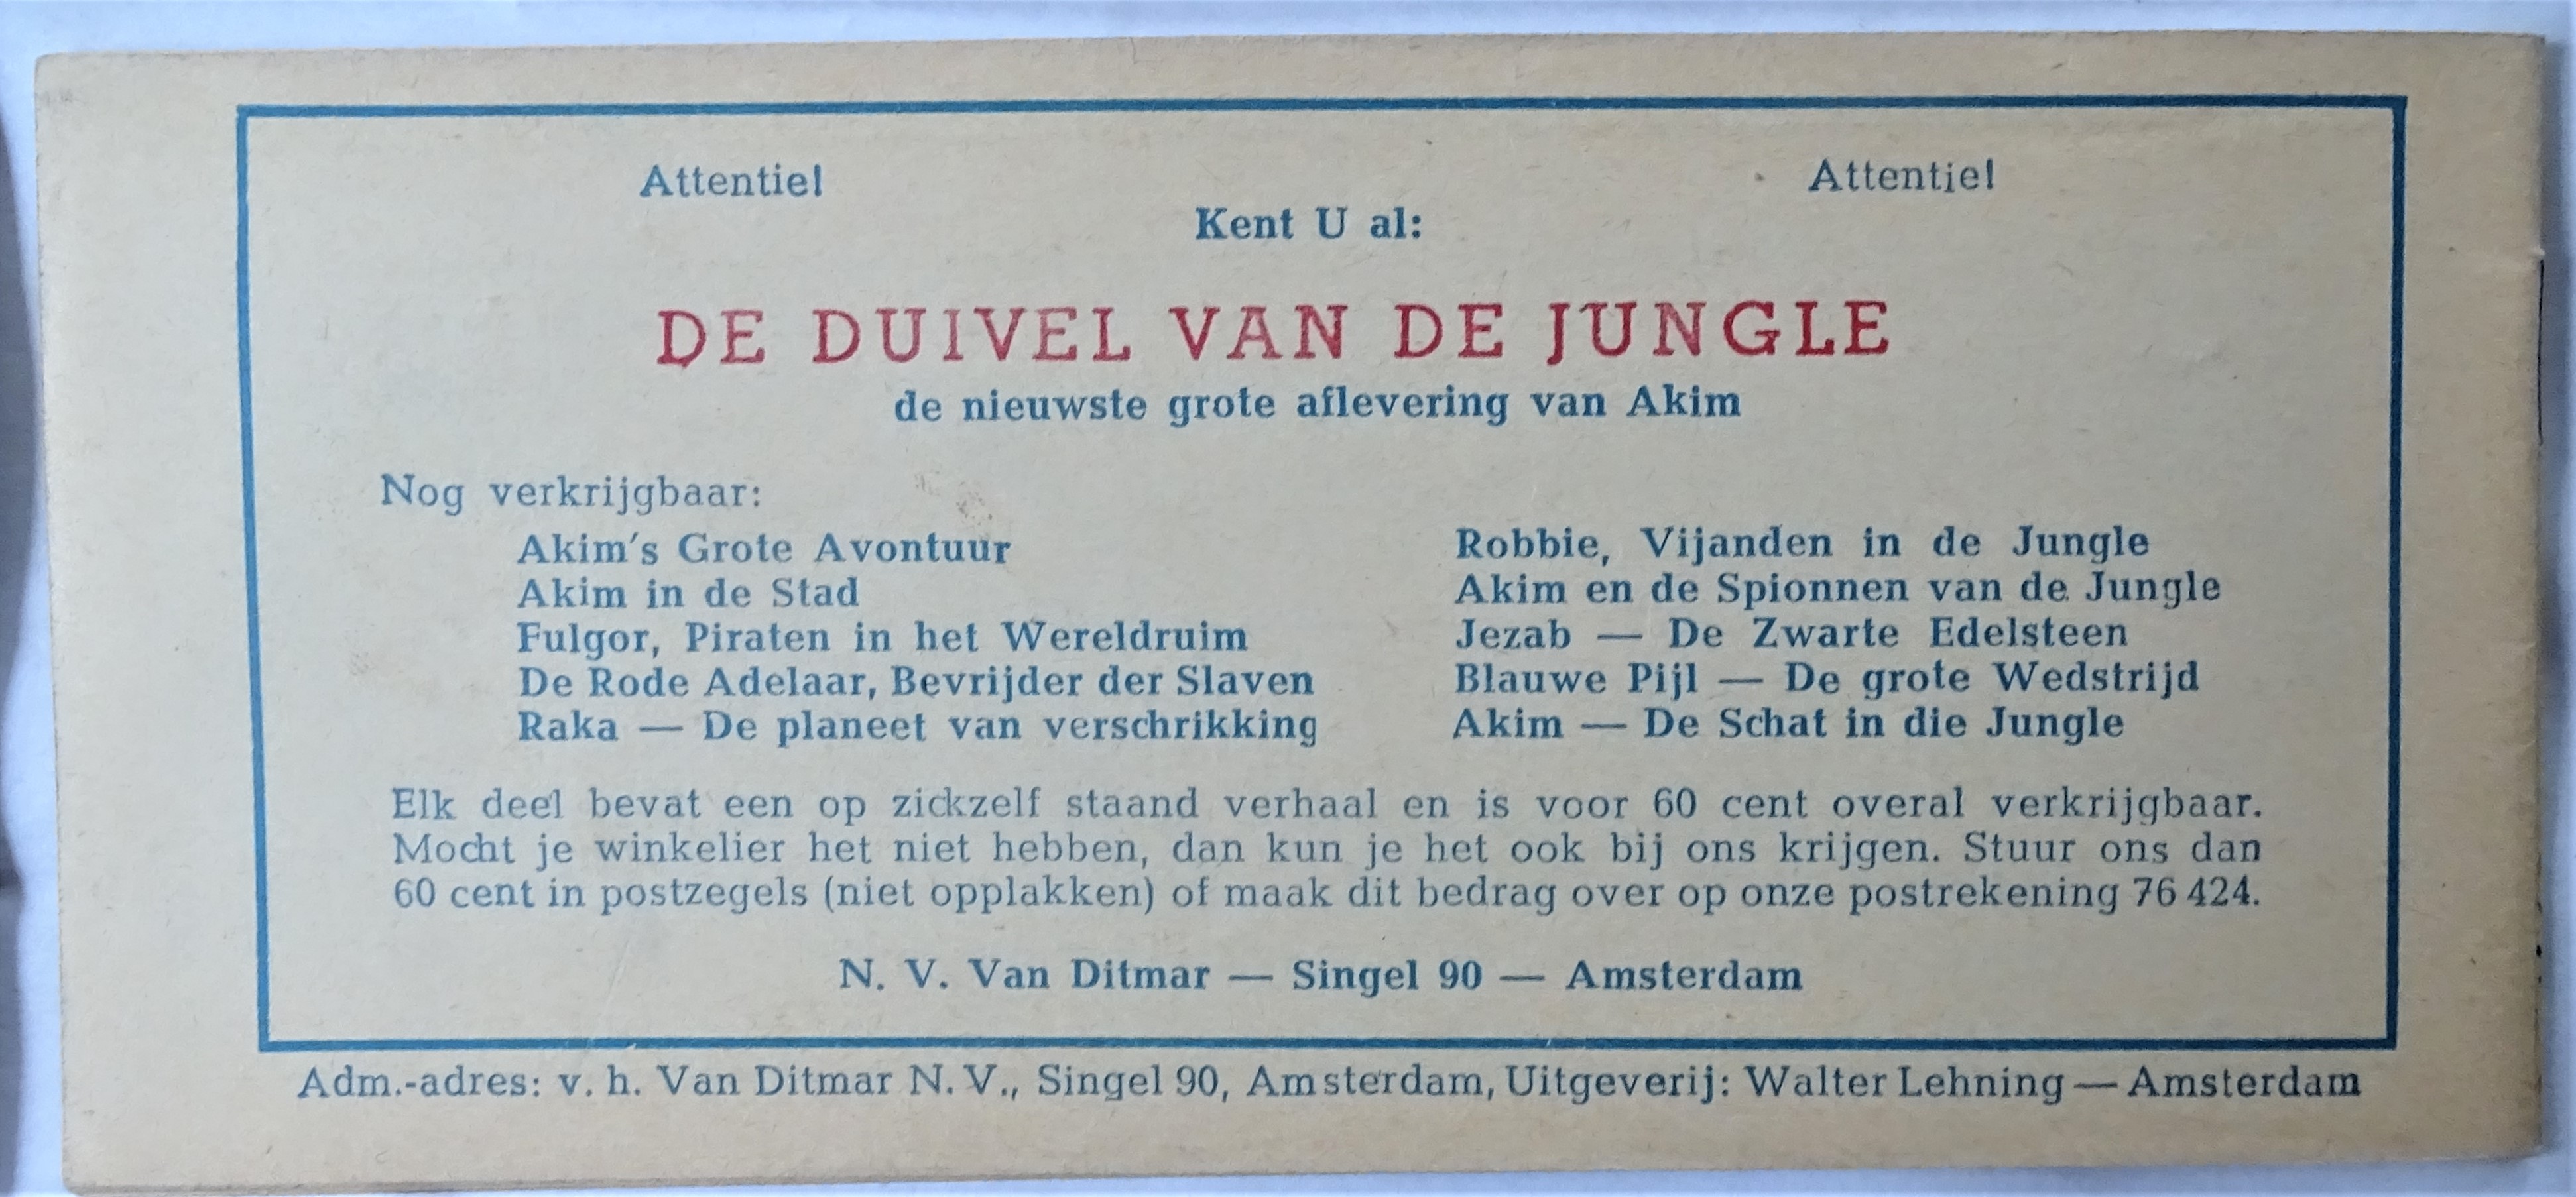 Attentie! Attentie!
Kent U al:
DE DUIVEL VAN DE JUNGLE
de nieuwste grote aflevering van Akim
Nog verkrijgbaar:
Akim's Grote Avontuur
Akim in de Stad
Fulgor, Piraten in het Wereldruim
De Rode Adelaar, Bevrijder der Slaven
Raka — De planeet van verschrikking
Robbie, Vijanden in de Jungle
Akim en de Spionnen van de Jungle
Jezab — De Zwarte Edelsteen
Blauwe Pijl — De grote Wedstrijd
Akim — De Schat in die Jungle
Elk deel bevat een op zickzelf staand verhaal en is voor 60 cent overal verkrijgbaar.
Mocht je winkelier het niet hebben, dan kun je het ook bij ons krijgen. Stuur ons dan
60 cent in postzegels (niet opplakken) of maak dit bedrag over op onze postrekening 76 424.
N. V. Van Ditmar — Singel 90 — Amsterdam
Adm.-adres: v. h. Van Ditmar N. V., Singel 90, Amsterdam, Uitgeverij: Walter Lehning — Amsterdam